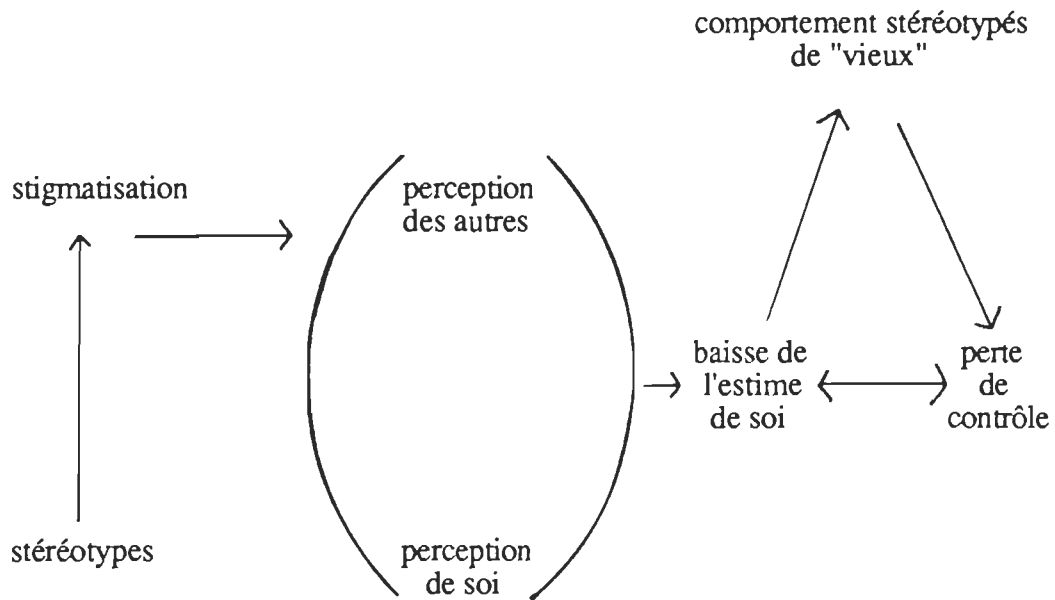 comportement stéréotypés
de "vieux"
stigmatisation
perception
des autres
baisse de
l'estime
de soi
perte
de
contrôle
stéréotypes
perception
de soi